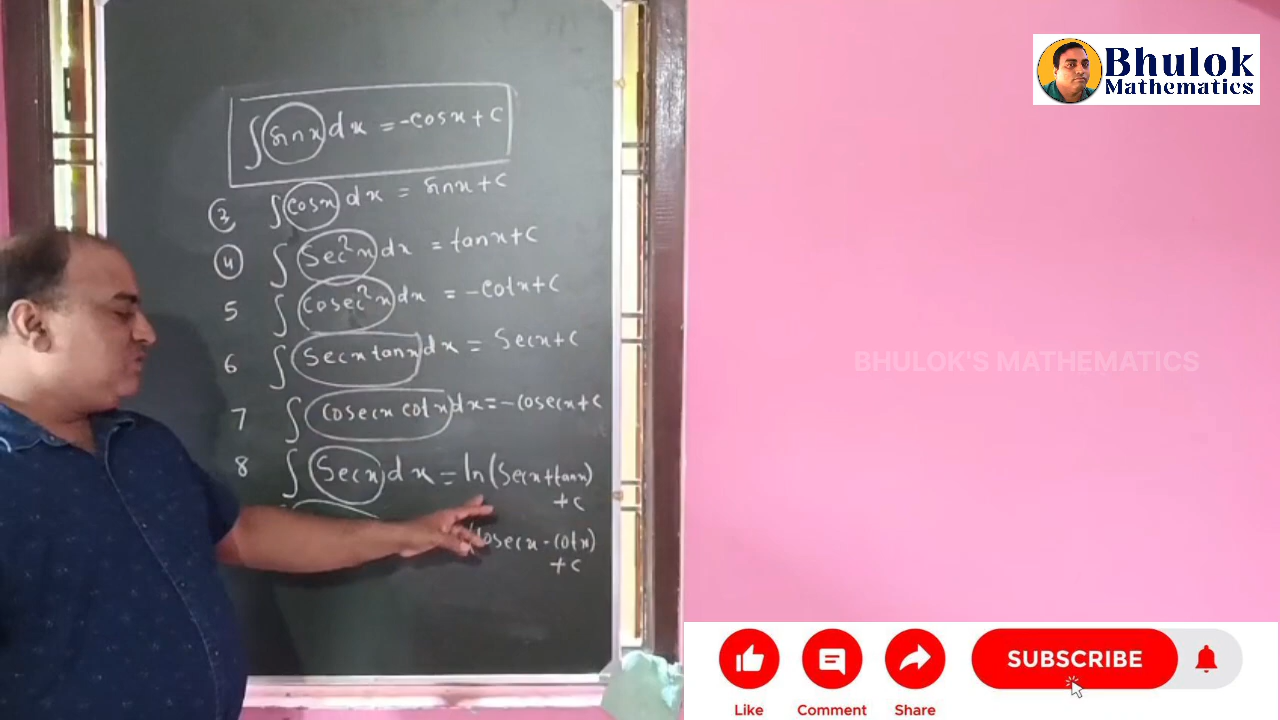 Bhulok
Mathematics
∫ sinx dx = -cosx + c
3 ∫ cosx dx = sinx + c
4 ∫ Sec²x dx = tanx + c
5 ∫ Cosec²x dx = -cotx + c
6 ∫ Secx tanx dx = Secx + c
7 ∫ cosecx cotx dx = -cosecx + c
8 ∫ Secx dx = ln(Secx + tanx)
+ c
cosecx - cotx)
+ c
BHULOK'S MATHEMATICS
SUBSCRIBE
Like Comment Share